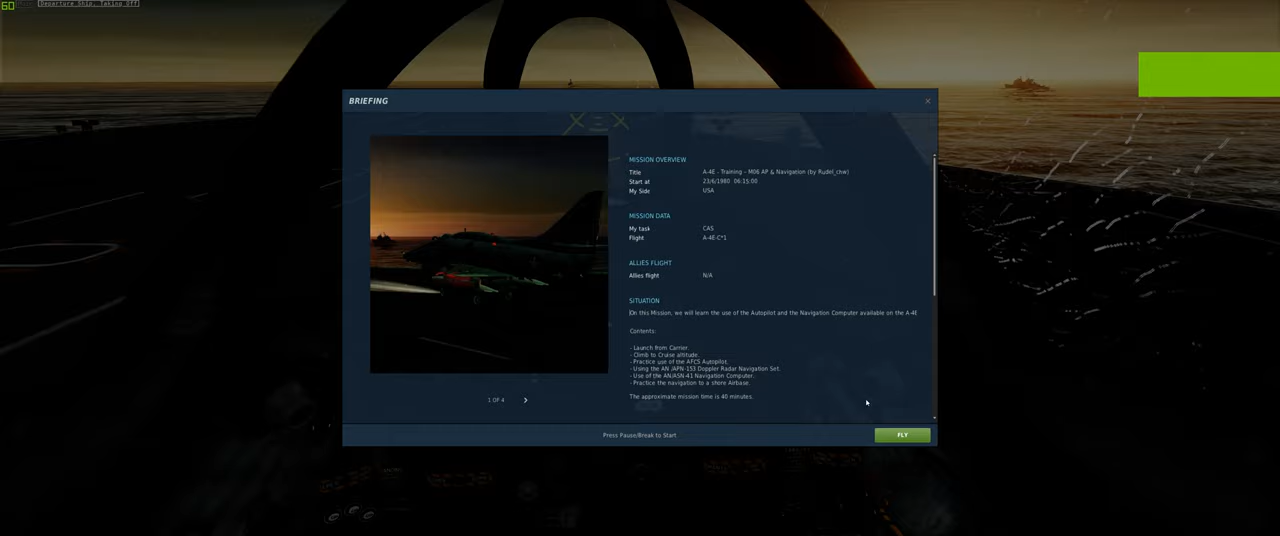 60
[Departure Ship, Taking Off]
BRIEFING
MISSION OVERVIEW
Title A-4E - Training - M06 AP & Navigation (by Rudel_chw)
Start at 23/6/1980 06:15:00
My Side USA
MISSION DATA
My task CAS
Flight A-4E-C*1
ALLIES FLIGHT
Allies flight N/A
SITUATION
On this Mission, we will learn the use of the Autopilot and the Navigation Computer available on the A-4E
Contents:
- Launch from Carrier.
- Climb to Cruise altitude.
- Practice use of the AFCS Autopilot.
- Using the AN /APN-153 Doppler Radar Navigation Set.
- Use of the AN/ASN-41 Navigation Computer.
- Practice the navigation to a shore Airbase.
The approximate mission time is 40 minutes.
1 OF 4
Press Pause/Break to Start
FLY